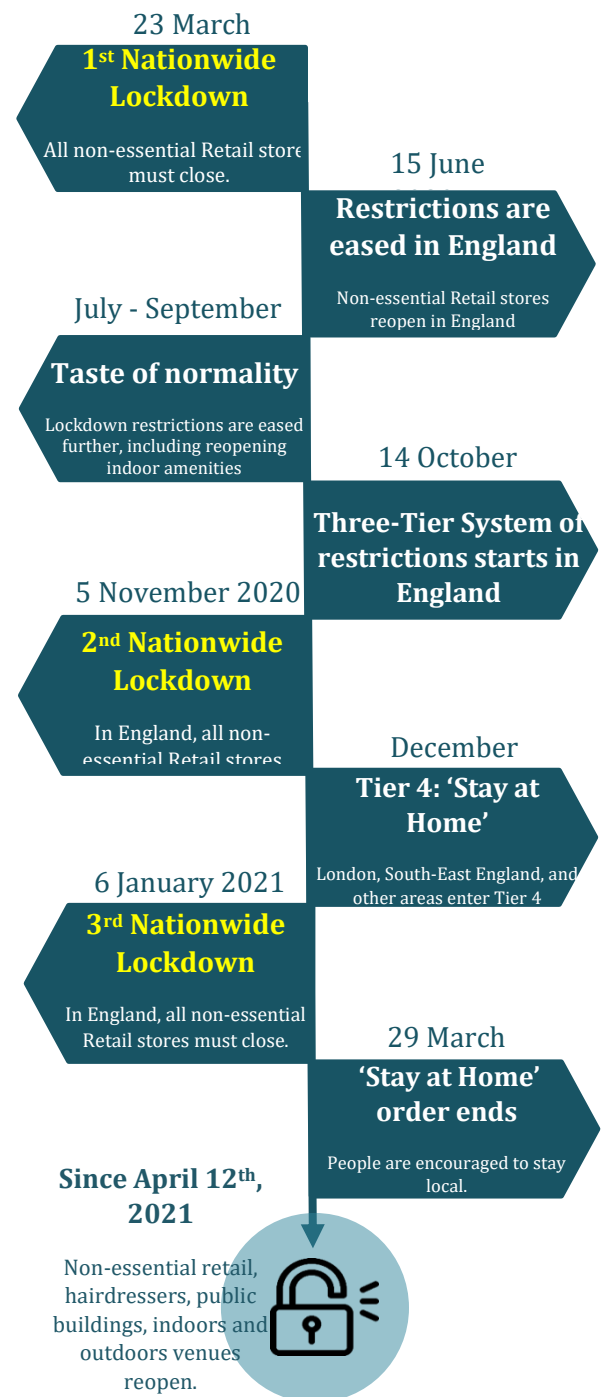 23 March
1st Nationwide
Lockdown
All non-essential Retail store
must close.
15 June
Restrictions are
eased in England
Non-essential Retail stores
reopen in England
July - September
Taste of normality
Lockdown restrictions are eased
further, including reopening
indoor amenities
14 October
Three-Tier System of
restrictions starts in
England
5 November 2020
2nd Nationwide
Lockdown
In England, all non-
essential Retail stores
December
Tier 4: ‘Stay at
Home’
London, South-East England, and
other areas enter Tier 4
6 January 2021
3rd Nationwide
Lockdown
In England, all non-essential
Retail stores must close.
29 March
‘Stay at Home’
order ends
People are encouraged to stay
local.
Since April 12th,
2021
Non-essential retail,
hairdressers, public
buildings, indoors and
outdoors venues
reopen.